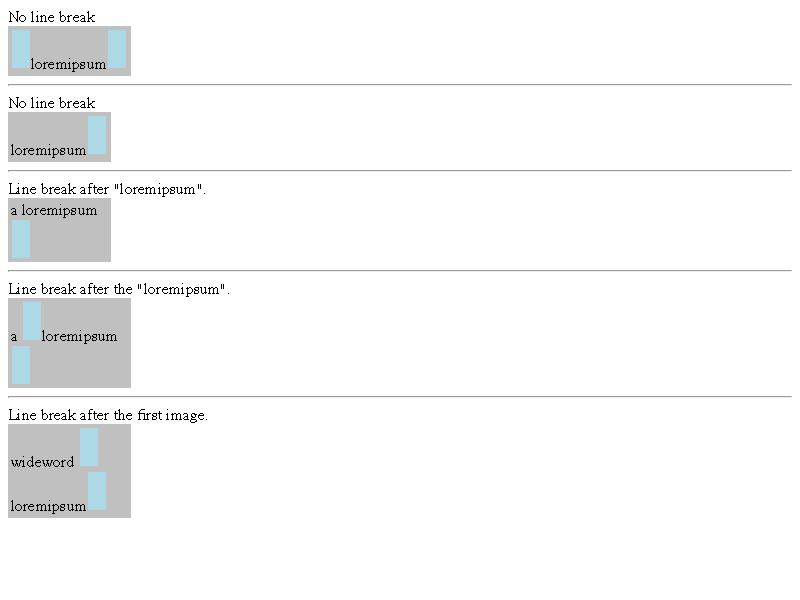 No line break
loremipsum
No line break
loremipsum
Line break after "loremipsum".
a loremipsum
Line break after the "loremipsum".
a loremipsum
Line break after the first image.
wideword
loremipsum